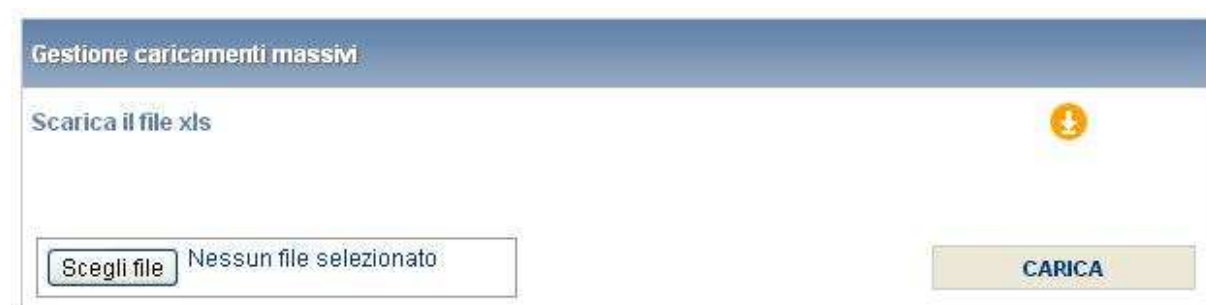 Gestione caricamenti massivi
Scarica il file xls
Scegli file Nessun file selezionato
CARICA